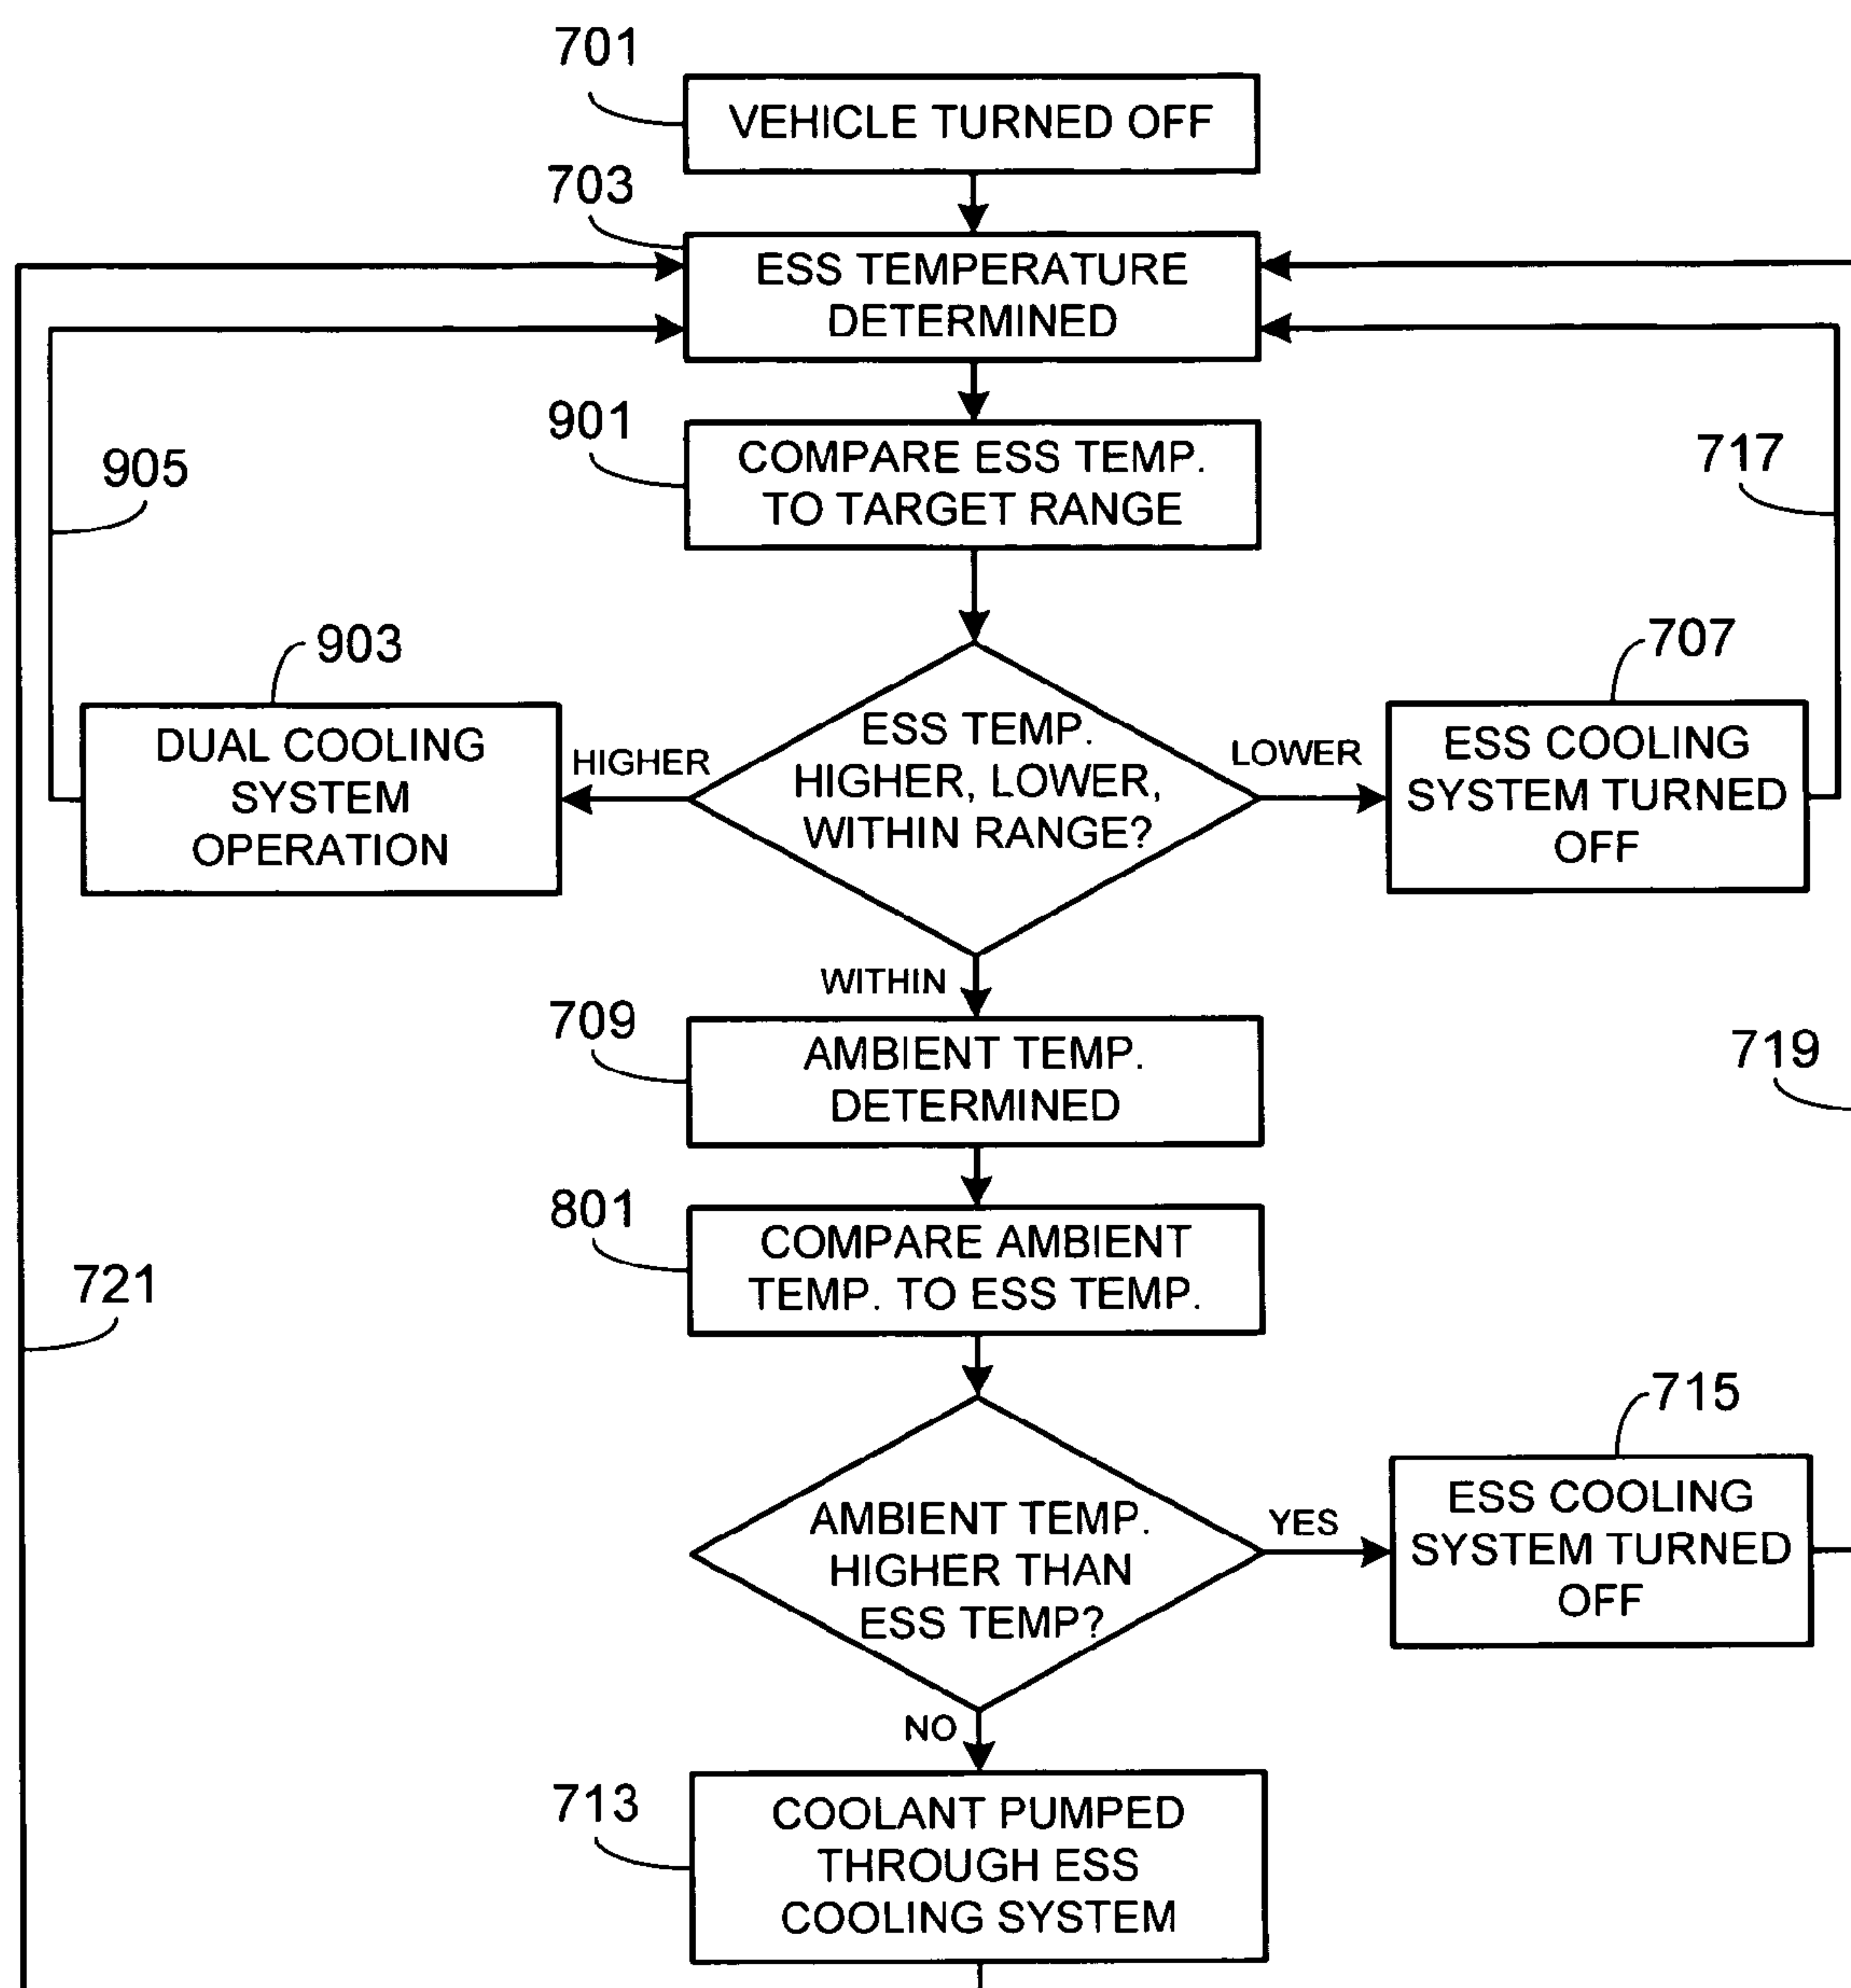 701
VEHICLE TURNED OFF
703
ESS TEMPERATURE
DETERMINED
901
COMPARE ESS TEMP.
TO TARGET RANGE
905
717
903
707
DUAL COOLING
SYSTEM
OPERATION
HIGHER
ESS TEMP.
HIGHER, LOWER,
WITHIN RANGE?
LOWER
ESS COOLING
SYSTEM TURNED
OFF
WITHIN
709
AMBIENT TEMP.
DETERMINED
719
801
COMPARE AMBIENT
TEMP. TO ESS TEMP.
721
715
AMBIENT TEMP.
HIGHER THAN
ESS TEMP?
YES
ESS COOLING
SYSTEM TURNED
OFF
NO
713
COOLANT PUMPED
THROUGH ESS
COOLING SYSTEM